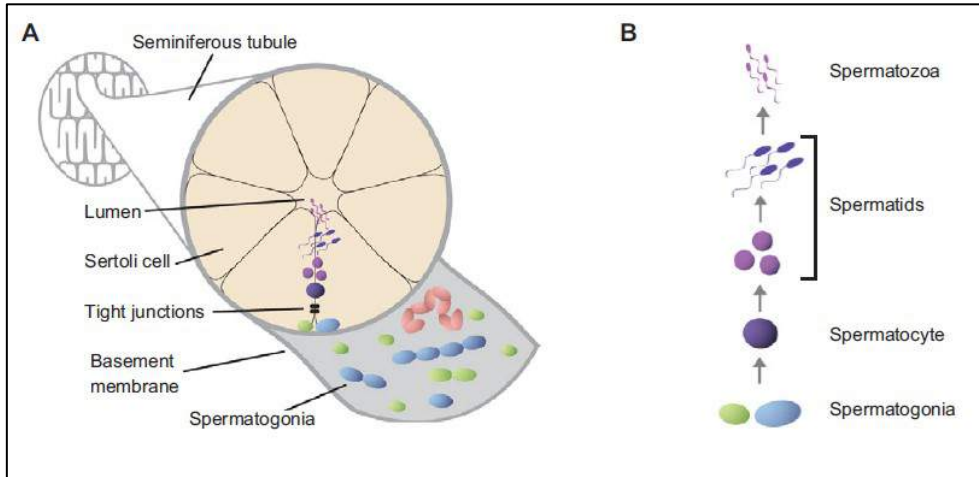 A
Seminiferous tubule
Lumen
Sertoli cell
Tight junctions
Basement
membrane
Spermatogonia
B
Spermatozoa
Spermatids
Spermatocyte
Spermatogonia